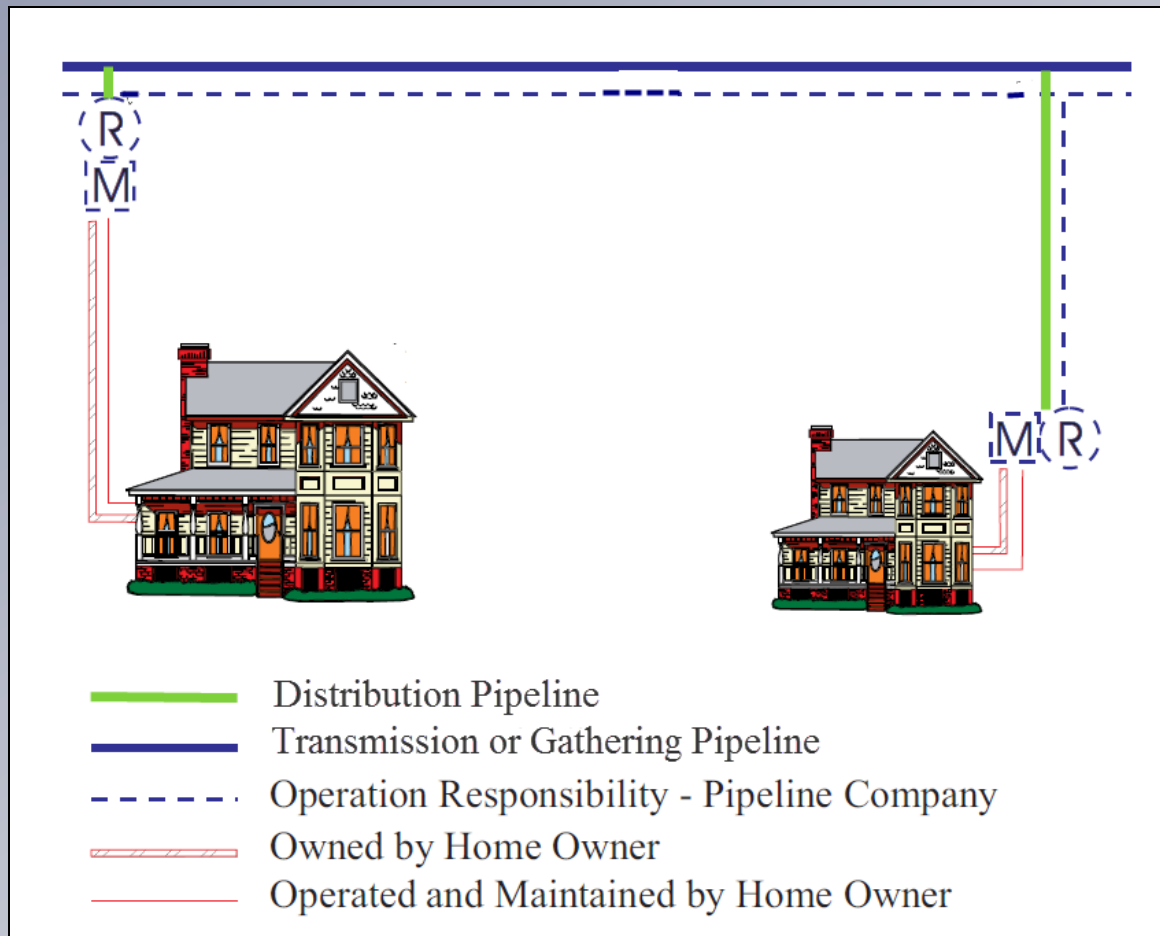 R
M
M R
Distribution Pipeline
Transmission or Gathering Pipeline
Operation Responsibility - Pipeline Company
Owned by Home Owner
Operated and Maintained by Home Owner